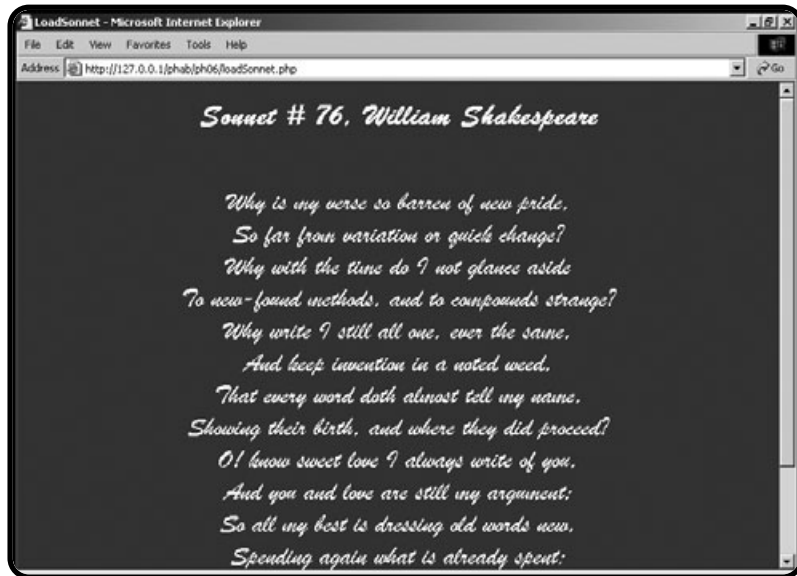 LoadSonnet - Microsoft Internet Explorer
File Edit View Favorites Tools Help
Address http://127.0.0.1/phab/ph06/loadSonnet.php Go
Sonnet # 76, William Shakespeare
Why is my verse so barren of new pride,
So far from variation or quick change?
Why with the time do I not glance aside
To new-found methods, and to compounds strange?
Why write I still all one, ever the same,
And keep invention in a noted weed,
That every word doth almost tell my name,
Showing their birth, and where they did proceed?
O! know sweet love I always write of you,
And you and love are still my argument;
So all my best is dressing old words new,
Spending again what is already spent: